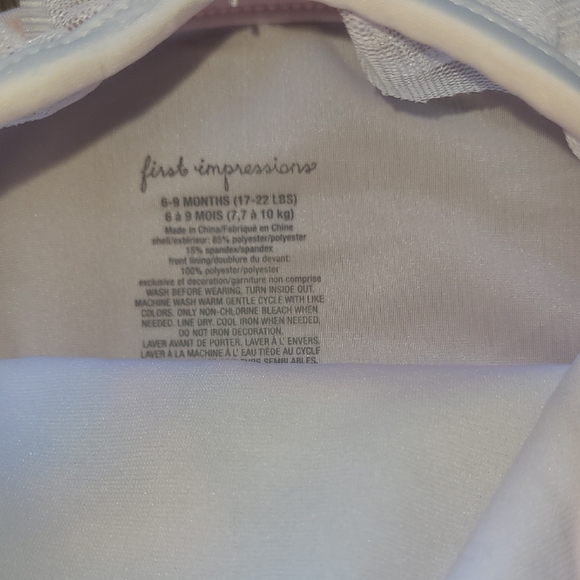 first impressions
6-9 MONTHS (17-22 LBS)
6 à 9 MOIS (7,7 à 10 kg)
Made in China/Fabriqué en Chine
shell/extérieur: 85% polyester/polyester
15% spandex/spandex
front lining/doublure du devant:
100% polyester/polyester
exclusive of decoration/garniture non comprise
WASH BEFORE WEARING. TURN INSIDE OUT.
MACHINE WASH WARM GENTLE CYCLE WITH LIKE
COLORS. ONLY NON-CHLORINE BLEACH WHEN
NEEDED. LINE DRY. COOL IRON WHEN NEEDED,
DO NOT IRON DECORATION.
LAVER AVANT DE PORTER. LAVER À L' ENVERS.
LAVER À LA MACHINE À L' EAU TIÈDE AU CYCLE
SEMBLABLES.